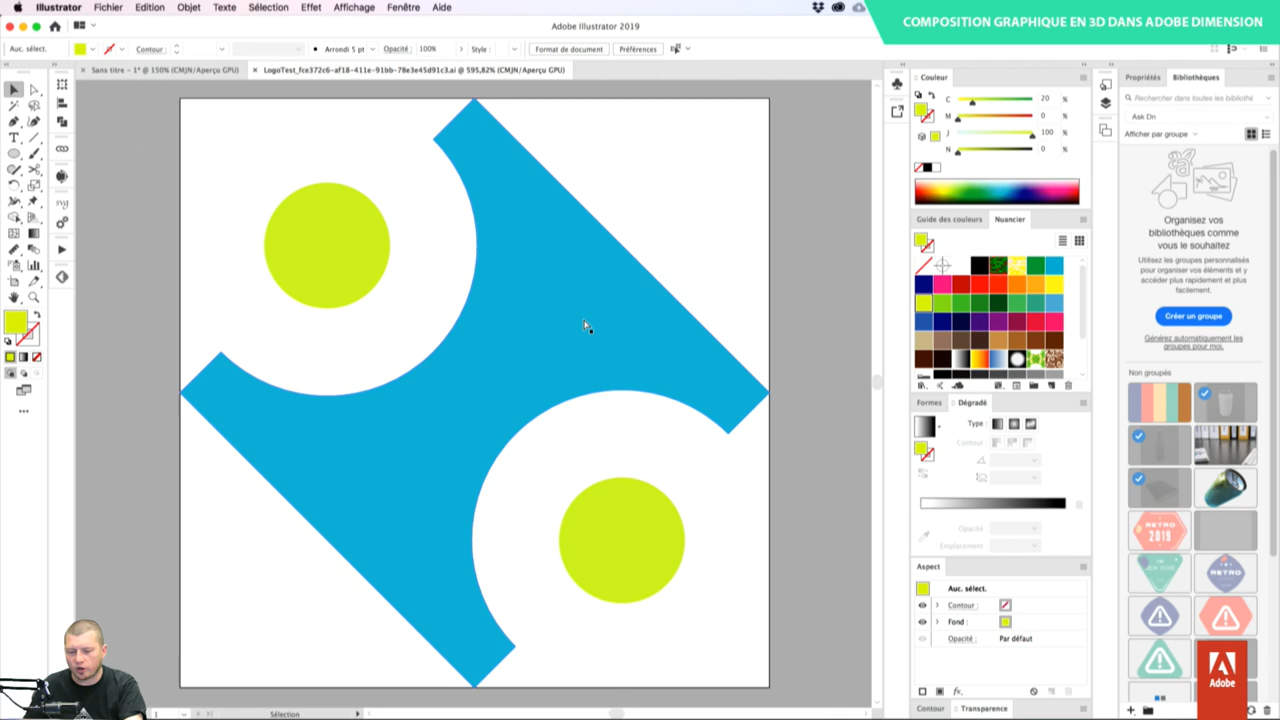 Illustrator Fichier Edition Objet Texte Sélection Effet Affichage Fenêtre Aide
COMPOSITION GRAPHIQUE EN 3D DANS ADOBE DIMENSION
Adobe Illustrator 2019
Auc. sélect. Contour : Arrondi 5 pt Opacité : 100% Style : Format de document Préférences
× Sans titre – 1* @ 150% (CMJN/Aperçu GPU) × LogoTest_fce372c6-af18-411e-91bb-78e3e45d91c3.ai @ 595,82% (CMJN/Aperçu GPU)
Couleur
C 20 %
M 0 %
J 100 %
N 0 %
Guide des couleurs Nuancier
Formes Dégradé
Type :
Contour :
Opacité :
Emplacement :
Aspect
Auc. sélect.
Contour :
Fond :
Opacité : Par défaut
Contour Transparence
Propriétés Bibliothèques
Rechercher dans toutes les biblioth
Ask Dn
Afficher par groupe
Organisez vos
bibliothèques comme
vous le souhaitez
Utilisez les groupes personnalisés
pour organiser vos éléments et y
accéder plus rapidement et plus
facilement.
Créer un groupe
Générez automatiquement les
groupes pour moi.
Non groupés
RETRO
2019
RETRO
Adobe
1 Sélection